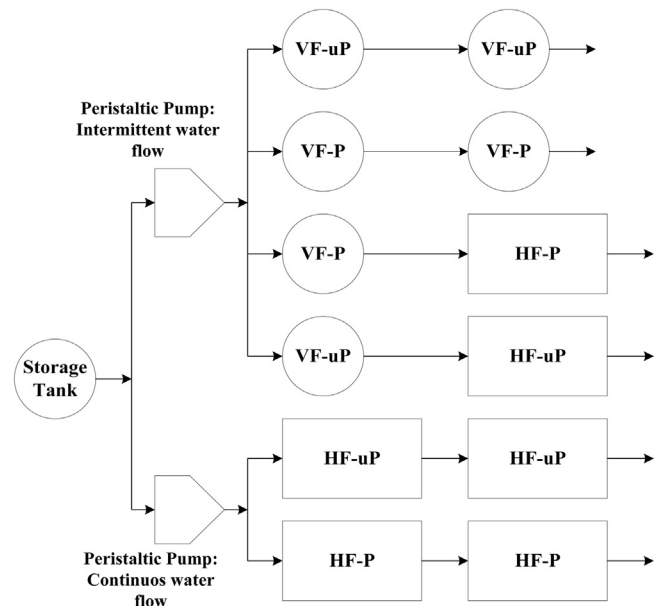 VF-uP
VF-uP
Peristaltic Pump:
Intermittent water
flow
VF-P
VF-P
VF-P
HF-P
Storage
Tank
VF-uP
HF-uP
HF-uP
HF-uP
Peristaltic Pump:
Continuos water
flow
HF-P
HF-P